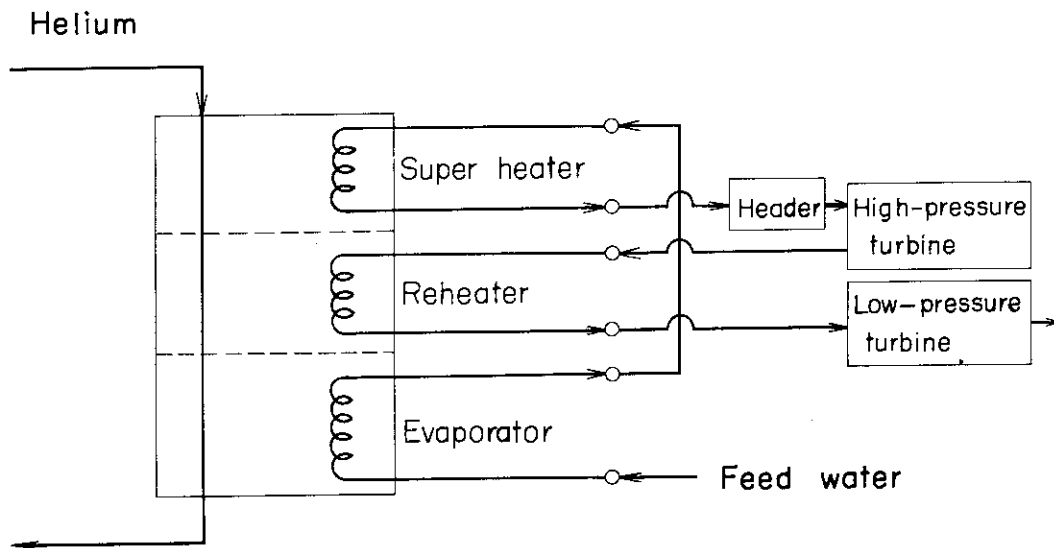 Helium
Super heater
Header
High-pressure
turbine
Reheater
Low-pressure
turbine
Evaporator
Feed water